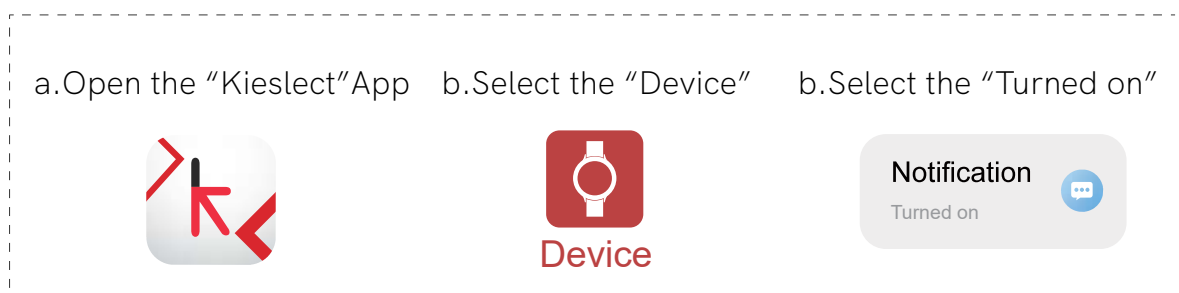 a.Open the “Kieslect”App b.Select the “Device” b.Select the “Turned on”
Device
Notification
Turned on